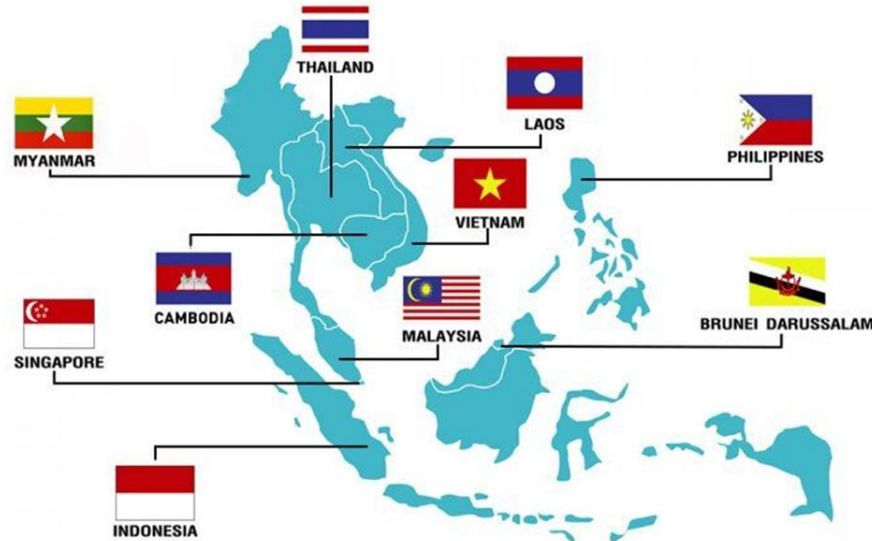 THAILAND
LAOS
MYANMAR
PHILIPPINES
VIETNAM
CAMBODIA
BRUNEI DARUSSALAM
MALAYSIA
SINGAPORE
INDONESIA